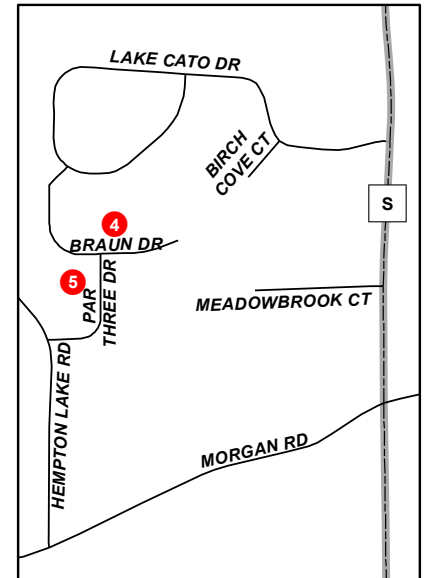 LAKE CATO DR
BIRCH
COVE CT
S
4
BRAUN DR
5
PAR
THREE DR
MEADOWBROOK CT
HEMPTON LAKE RD
MORGAN RD